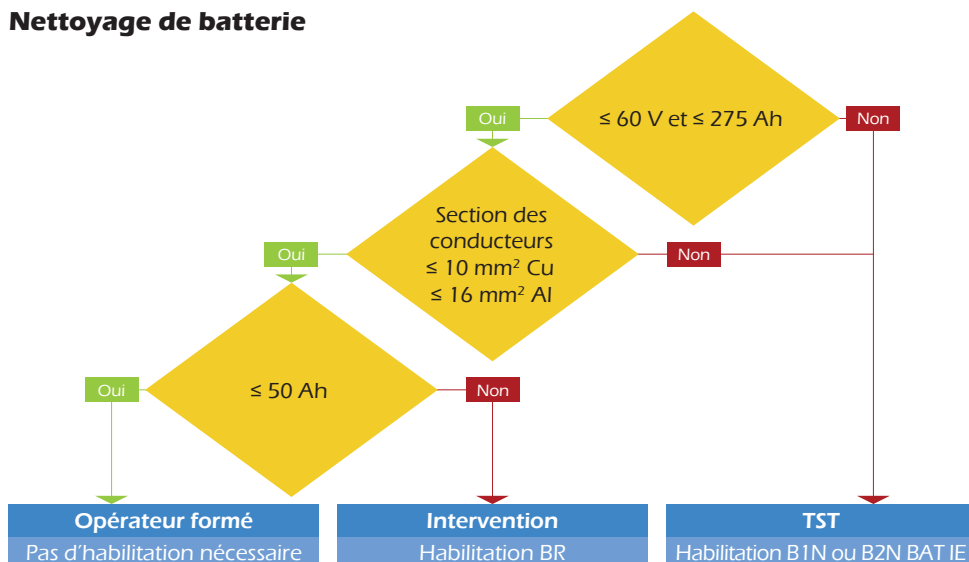 Nettoyage de batterie
≤ 60 V et ≤ 275 Ah
Oui
Non
Section des
conducteurs
≤ 10 mm² Cu
≤ 16 mm² Al
Oui
Non
≤ 50 Ah
Oui
Non
Opérateur formé
Pas d'habilitation nécessaire
Intervention
Habilitation BR
TST
Habilitation B1N ou B2N BAT IE